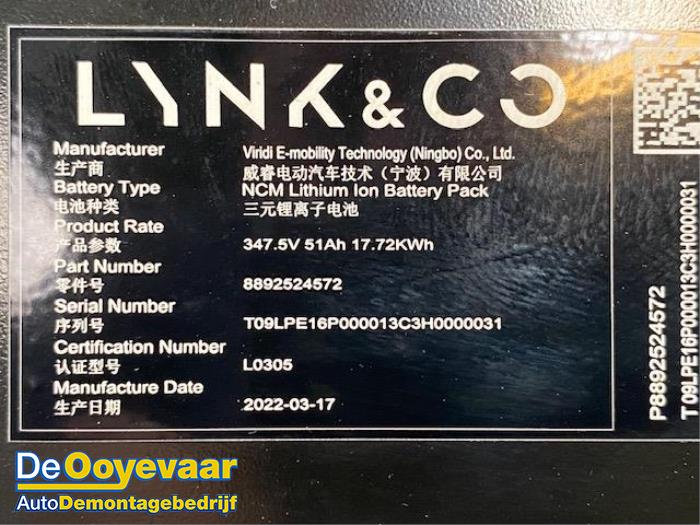 LYNK & CO
Manufacturer Viridi E-mobility Technology (Ningbo) Co., Ltd.
生产商 威睿电动汽车技术（宁波）有限公司
Battery Type NCM Lithium Ion Battery Pack
电池种类 三元锂离子电池
Product Rate
产品参数 347.5V 51Ah 17.72KWh
Part Number
零件号 8892524572
Serial Number
序列号 T09LPE16P000013C3H0000031
Certification Number
认证型号 L0305
Manufacture Date
生产日期 2022-03-17
P8892524572
T09LPE16P000013C3H0000031
De Ooyevaar
AutoDemontagebedrijf